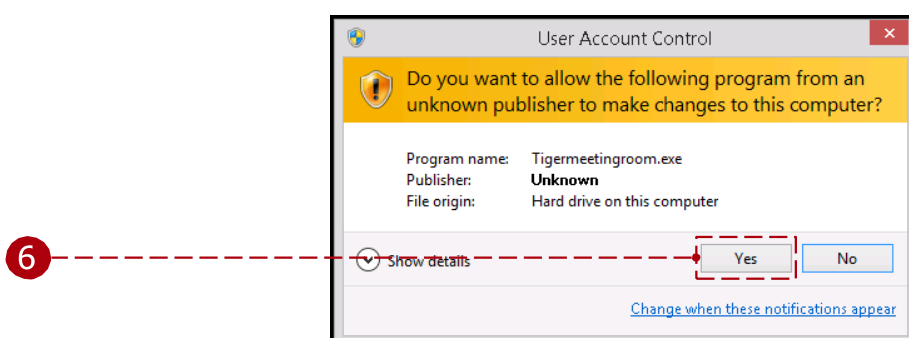 User Account Control
Do you want to allow the following program from an
unknown publisher to make changes to this computer?
Program name: Tigermeetingroom.exe
Publisher: Unknown
File origin: Hard drive on this computer
6
Show details
Yes
No
Change when these notifications appear